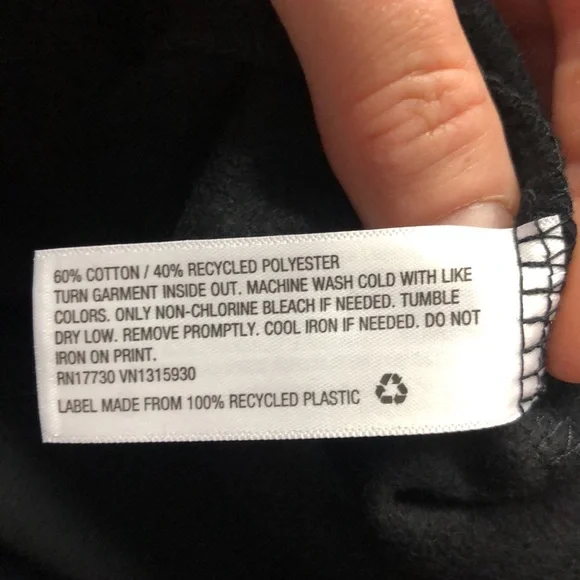 60% COTTON / 40% RECYCLED POLYESTER
TURN GARMENT INSIDE OUT. MACHINE WASH COLD WITH LIKE
COLORS. ONLY NON-CHLORINE BLEACH IF NEEDED. TUMBLE
DRY LOW. REMOVE PROMPTLY. COOL IRON IF NEEDED. DO NOT
IRON ON PRINT.
RN17730 VN1315930
LABEL MADE FROM 100% RECYCLED PLASTIC